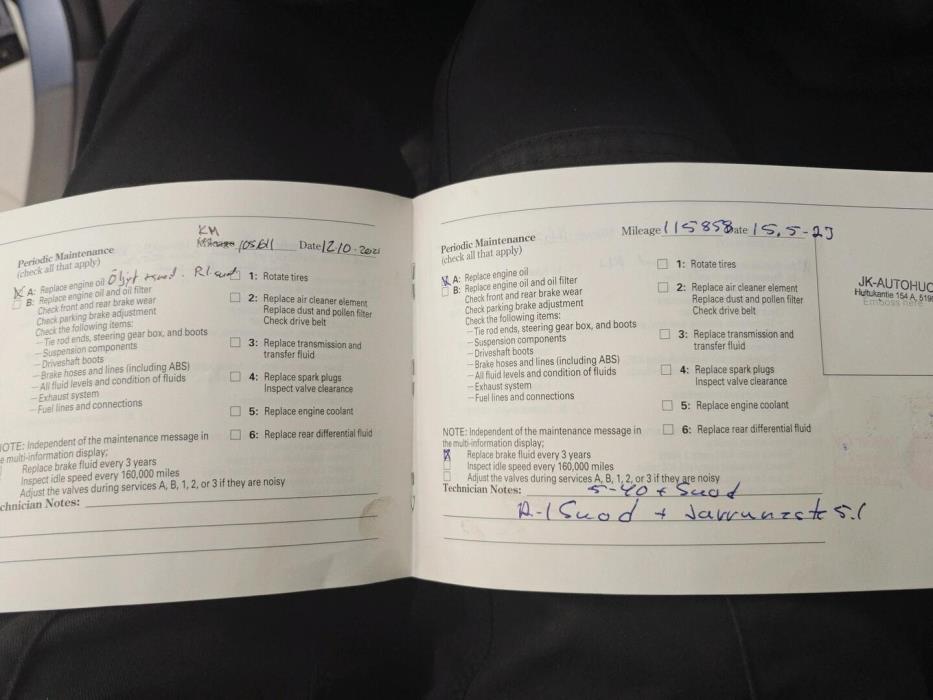 KM
Mileage 105611 Date 12.10.2021
Periodic Maintenance
(check all that apply)
A: Replace engine oil Öljyt suod. RI suod
B: Replace engine oil and oil filter
Check front and rear brake wear
Check parking brake adjustment
Check the following items:
– Tie rod ends, steering gear box, and boots
– Suspension components
– Driveshaft boots
– Brake hoses and lines (including ABS)
– All fluid levels and condition of fluids
– Exhaust system
– Fuel lines and connections
1: Rotate tires
2: Replace air cleaner element
Replace dust and pollen filter
Check drive belt
3: Replace transmission and
transfer fluid
4: Replace spark plugs
Inspect valve clearance
5: Replace engine coolant
6: Replace rear differential fluid
OTE: Independent of the maintenance message in
e multi-information display;
Replace brake fluid every 3 years
Inspect idle speed every 160,000 miles
Adjust the valves during services A, B, 1, 2, or 3 if they are noisy
chnician Notes:
Mileage 115858 Date 15.5-23
Periodic Maintenance
(check all that apply)
A: Replace engine oil
B: Replace engine oil and oil filter
Check front and rear brake wear
Check parking brake adjustment
Check the following items:
– Tie rod ends, steering gear box, and boots
– Suspension components
– Driveshaft boots
– Brake hoses and lines (including ABS)
– All fluid levels and condition of fluids
– Exhaust system
– Fuel lines and connections
1: Rotate tires
2: Replace air cleaner element
Replace dust and pollen filter
Check drive belt
3: Replace transmission and
transfer fluid
4: Replace spark plugs
Inspect valve clearance
5: Replace engine coolant
6: Replace rear differential fluid
JK-AUTOHUO
Huitukantie 154 A, 519
Emboss here
NOTE: Independent of the maintenance message in
the multi-information display;
Replace brake fluid every 3 years
Inspect idle speed every 160,000 miles
Adjust the valves during services A, B, 1, 2, or 3 if they are noisy
Technician Notes: 5-40 + Suod
R-I Suod + Jarruneste 5.1